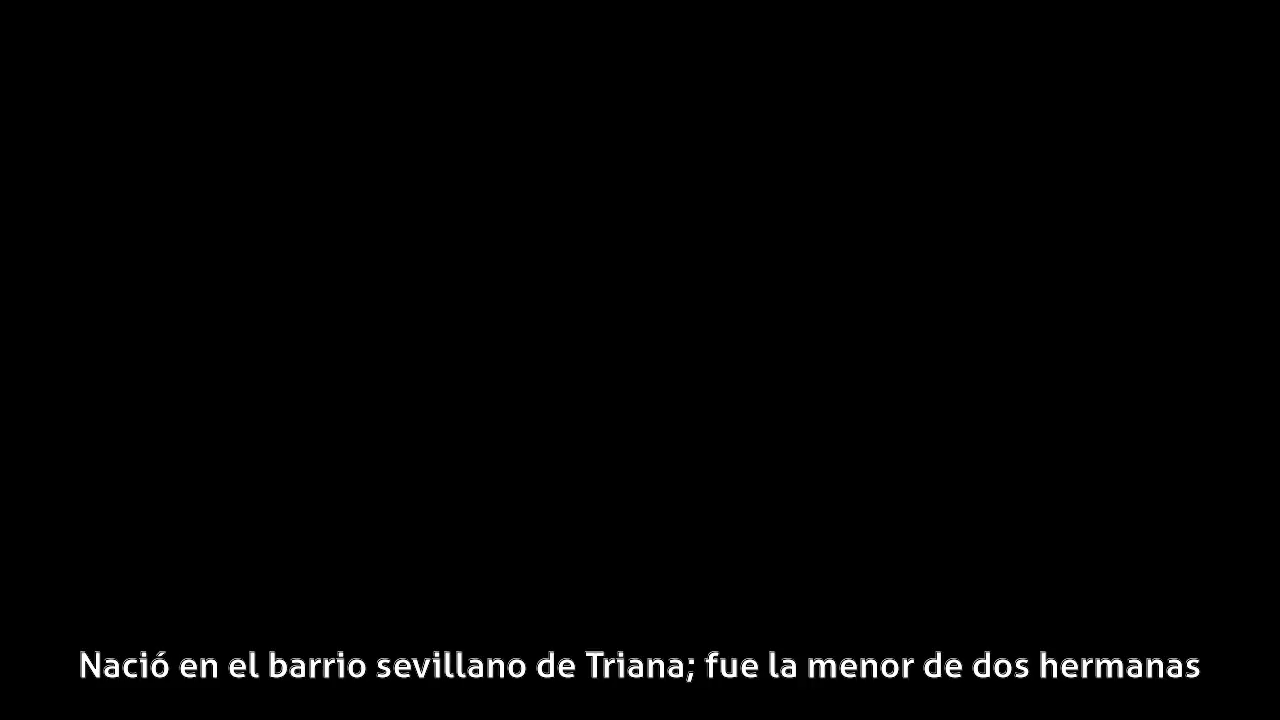 Nació en el barrio sevillano de Triana; fue la menor de dos hermanas